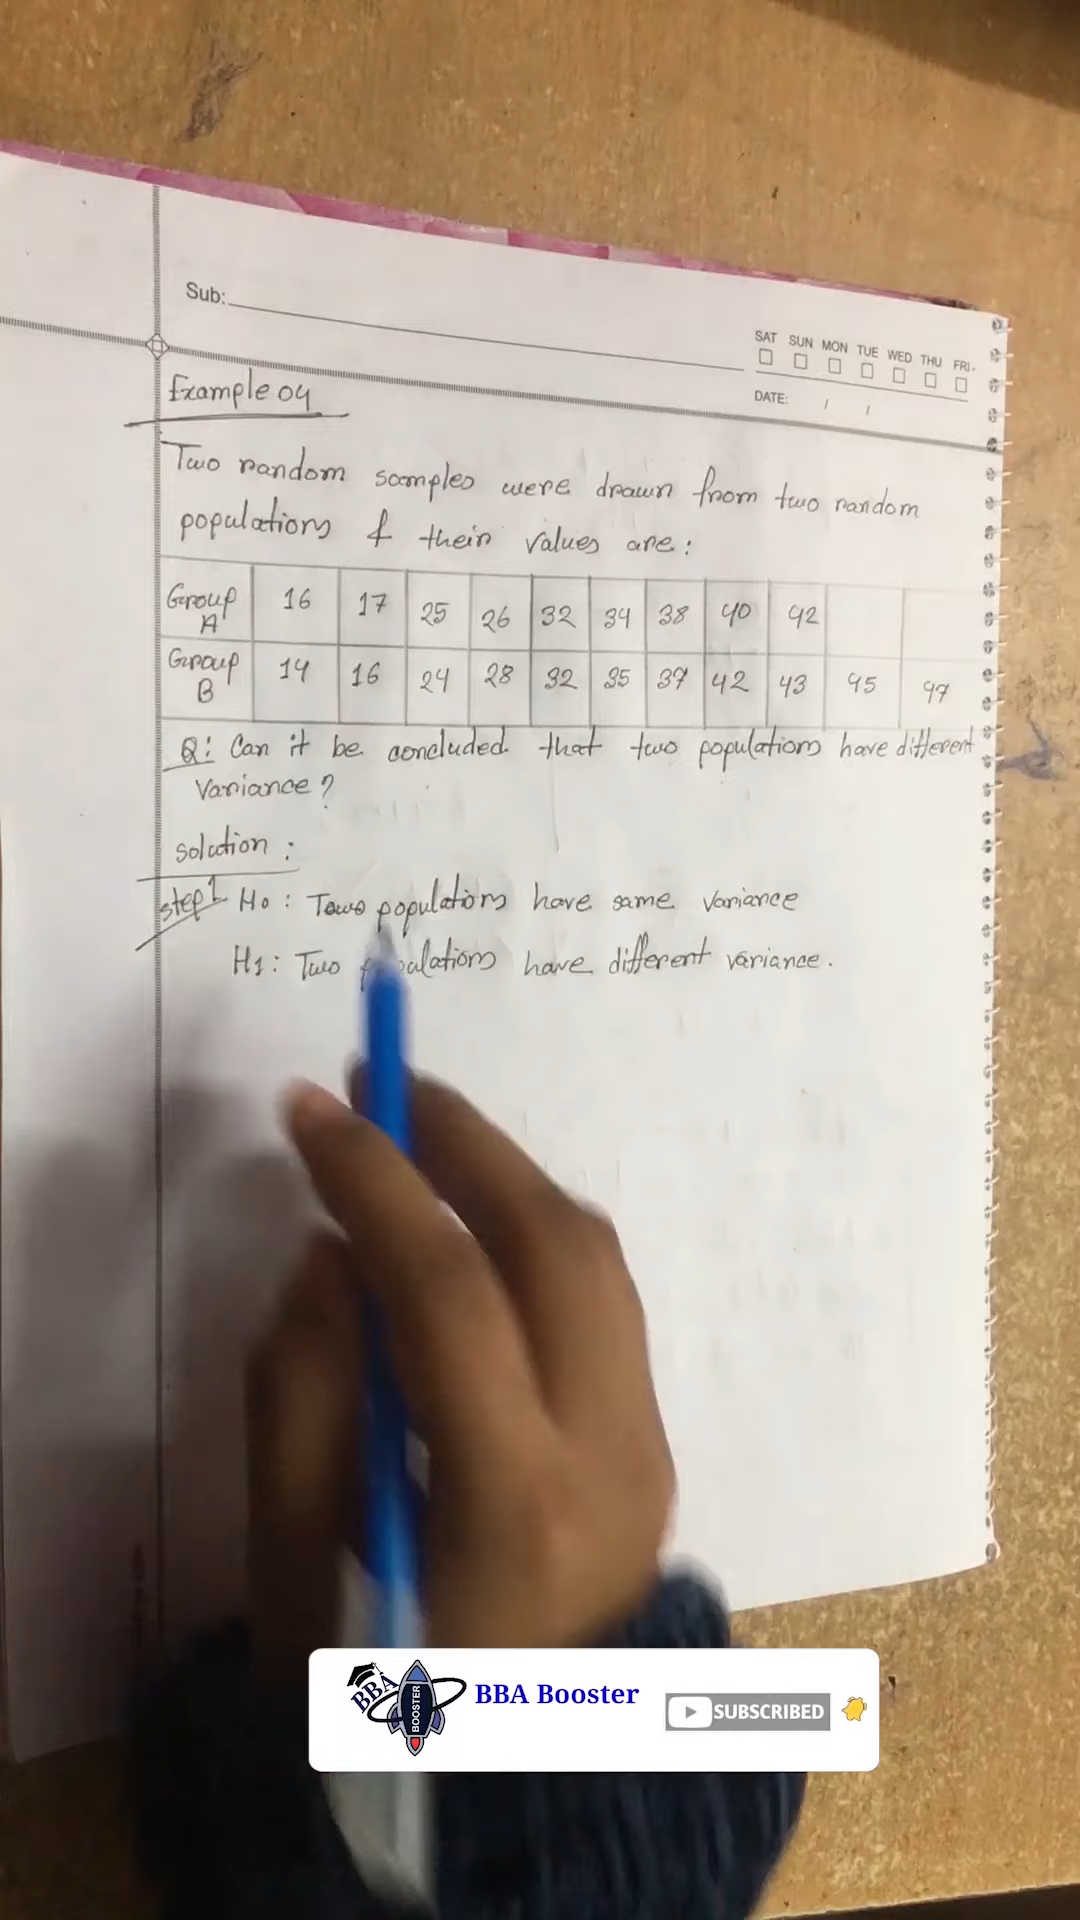 Sub:
SAT SUN MON TUE WED THU FRI
DATE: / /
Example 04
Two random samples were drawn from two random
populations & their values are:
Group A 16 17 25 26 32 34 38 40 42
Group B 14 16 24 28 32 35 37 42 43 45 47
Q: Can it be concluded that two populations have different
variance?
solution:
step 1 H0: Towo populations have same variance
H1: Two populations have different variance.
BBA BOOSTER
BBA Booster
SUBSCRIBED